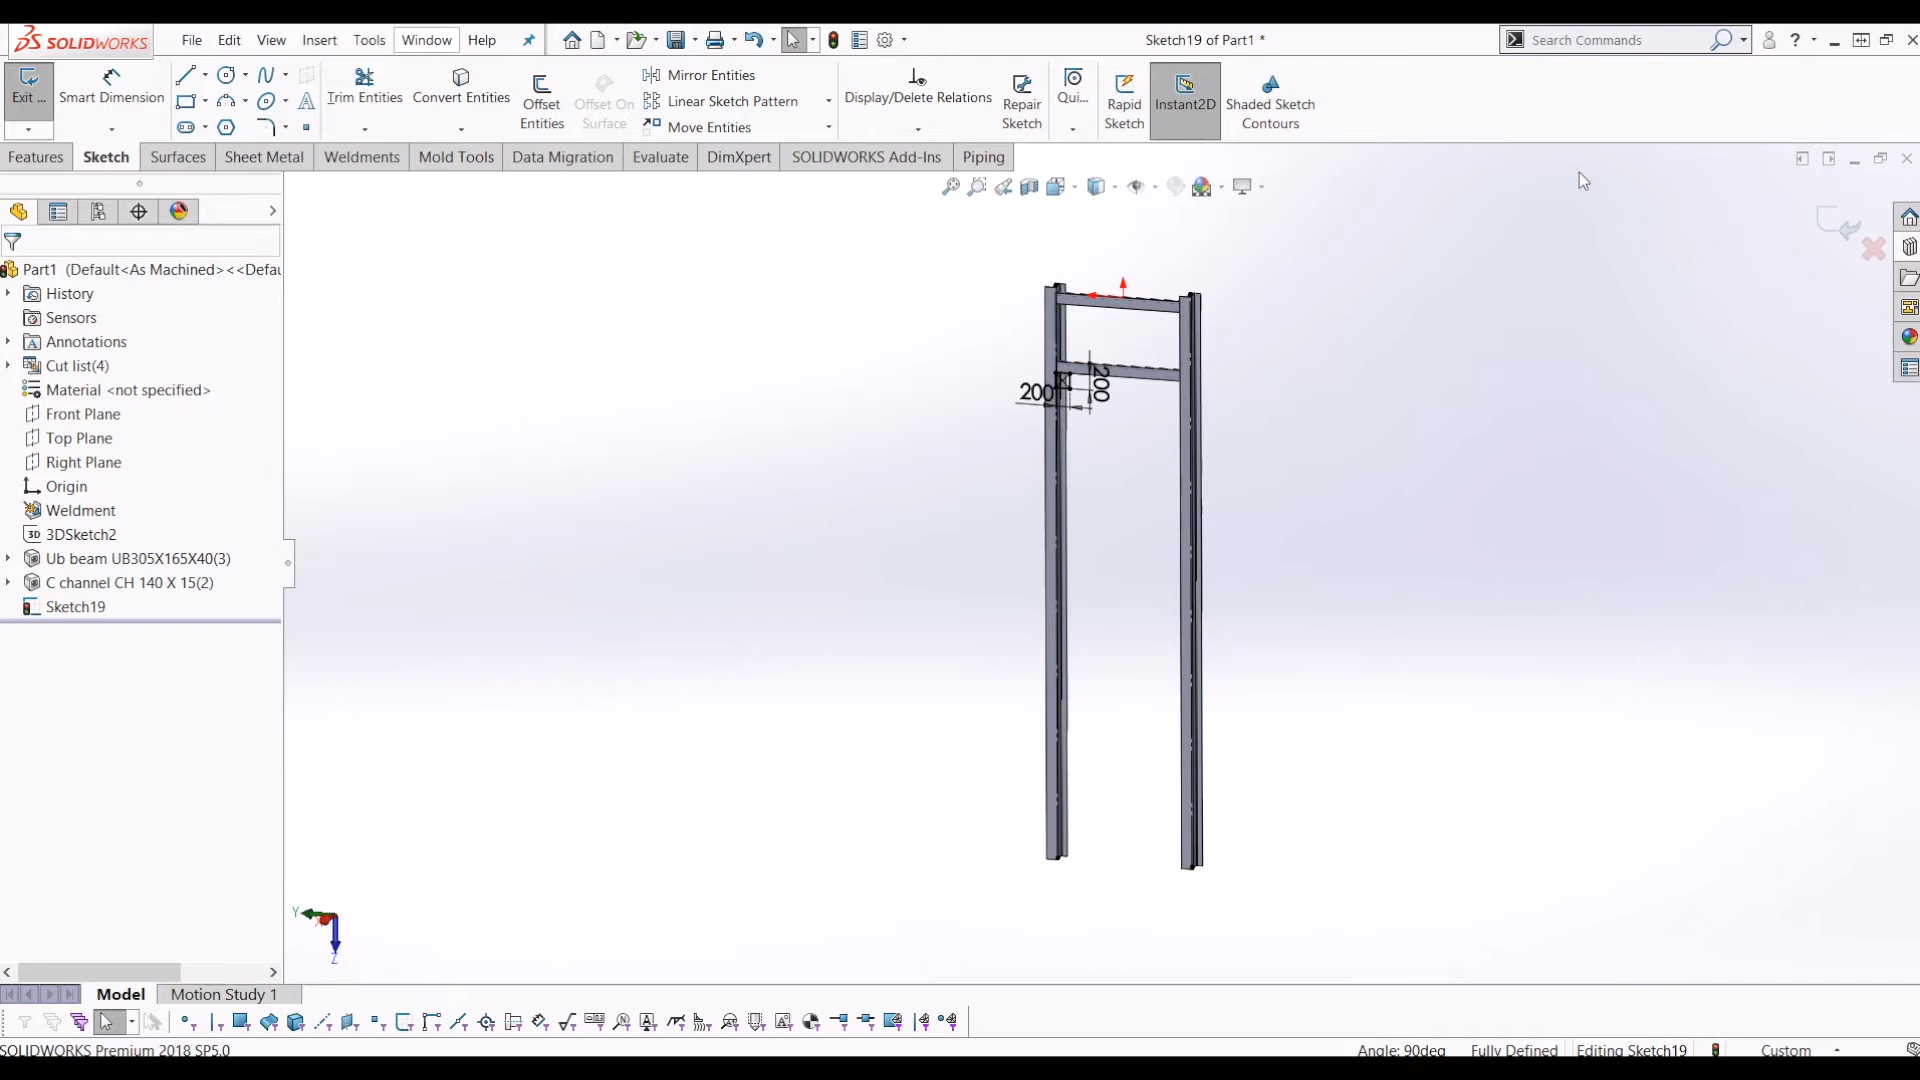 SOLIDWORKS File Edit View Insert Tools Window Help Sketch19 of Part1 * Search Commands
Exit ... Smart Dimension Trim Entities Convert Entities Offset Entities Offset On Surface Mirror Entities Linear Sketch Pattern Move Entities Display/Delete Relations Repair Sketch Qui... Rapid Sketch Instant2D Shaded Sketch Contours
Features Sketch Surfaces Sheet Metal Weldments Mold Tools Data Migration Evaluate DimXpert SOLIDWORKS Add-Ins Piping
Part1 (Default<As Machined><<Defau
History
Sensors
Annotations
Cut list(4)
Material <not specified>
Front Plane
Top Plane
Right Plane
Origin
Weldment
3D 3DSketch2
Ub beam UB305X165X40(3)
C channel CH 140 X 15(2)
Sketch19
200
200
Y
Z
Model Motion Study 1
SOLIDWORKS Premium 2018 SP5.0 Angle: 90deg Fully Defined Editing Sketch19 Custom